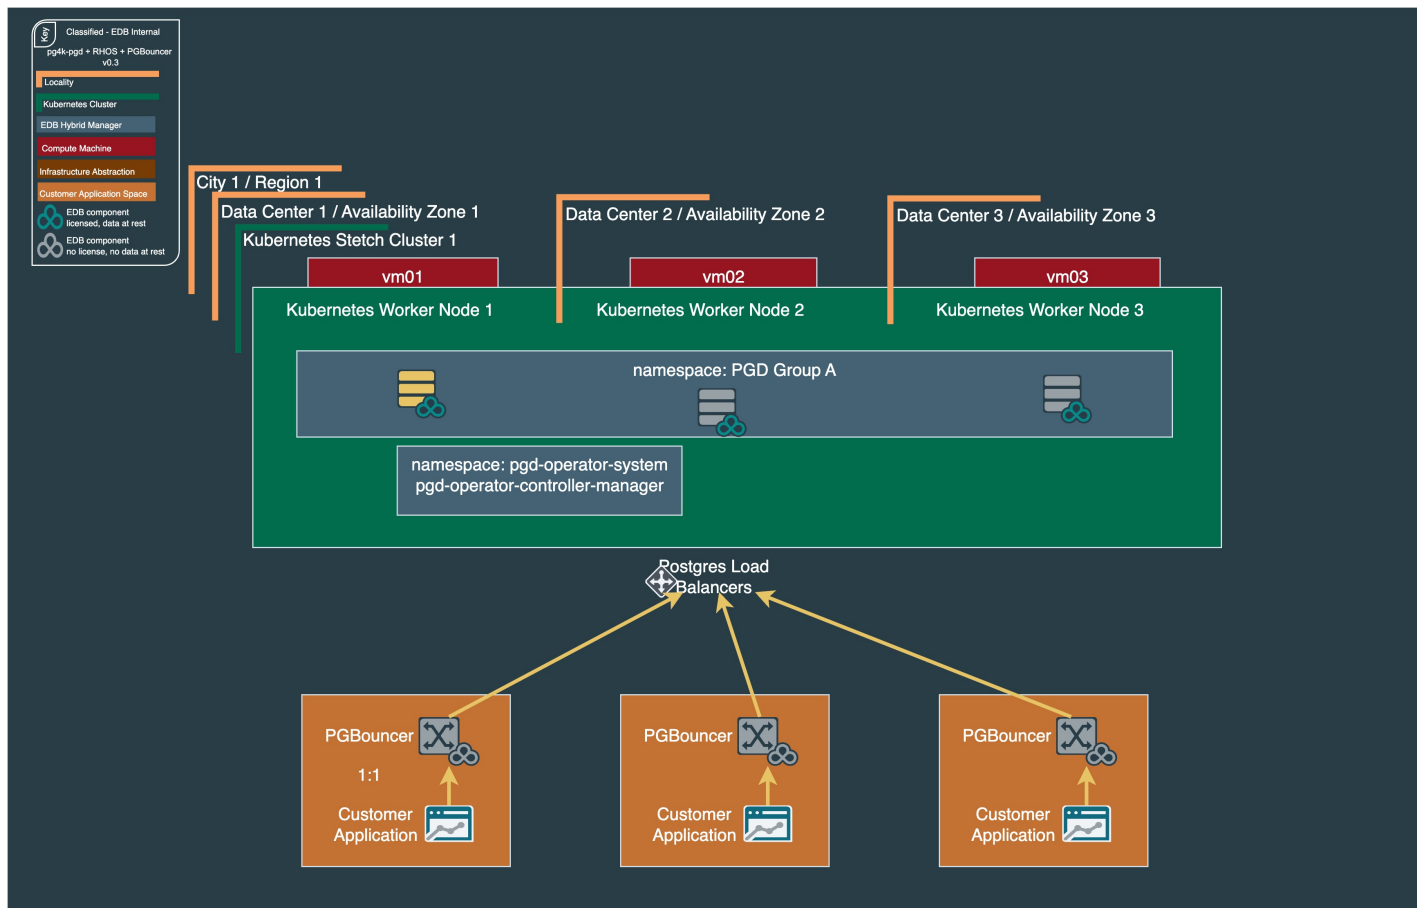 Key
Classified - EDB Internal
pg4k-pgd + RHOS + PGBouncer
v0.3
Locality
Kubernetes Cluster
EDB Hybrid Manager
Compute Machine
Infrastructure Abstraction
Customer Application Space
EDB component
licensed, data at rest
EDB component
no license, no data at rest
City 1 / Region 1
Data Center 1 / Availability Zone 1
Data Center 2 / Availability Zone 2
Data Center 3 / Availability Zone 3
Kubernetes Stetch Cluster 1
vm01
vm02
vm03
Kubernetes Worker Node 1
Kubernetes Worker Node 2
Kubernetes Worker Node 3
namespace: PGD Group A
namespace: pgd-operator-system
pgd-operator-controller-manager
Postgres Load
Balancers
PGBouncer
1:1
Customer
Application
PGBouncer
Customer
Application
PGBouncer
Customer
Application